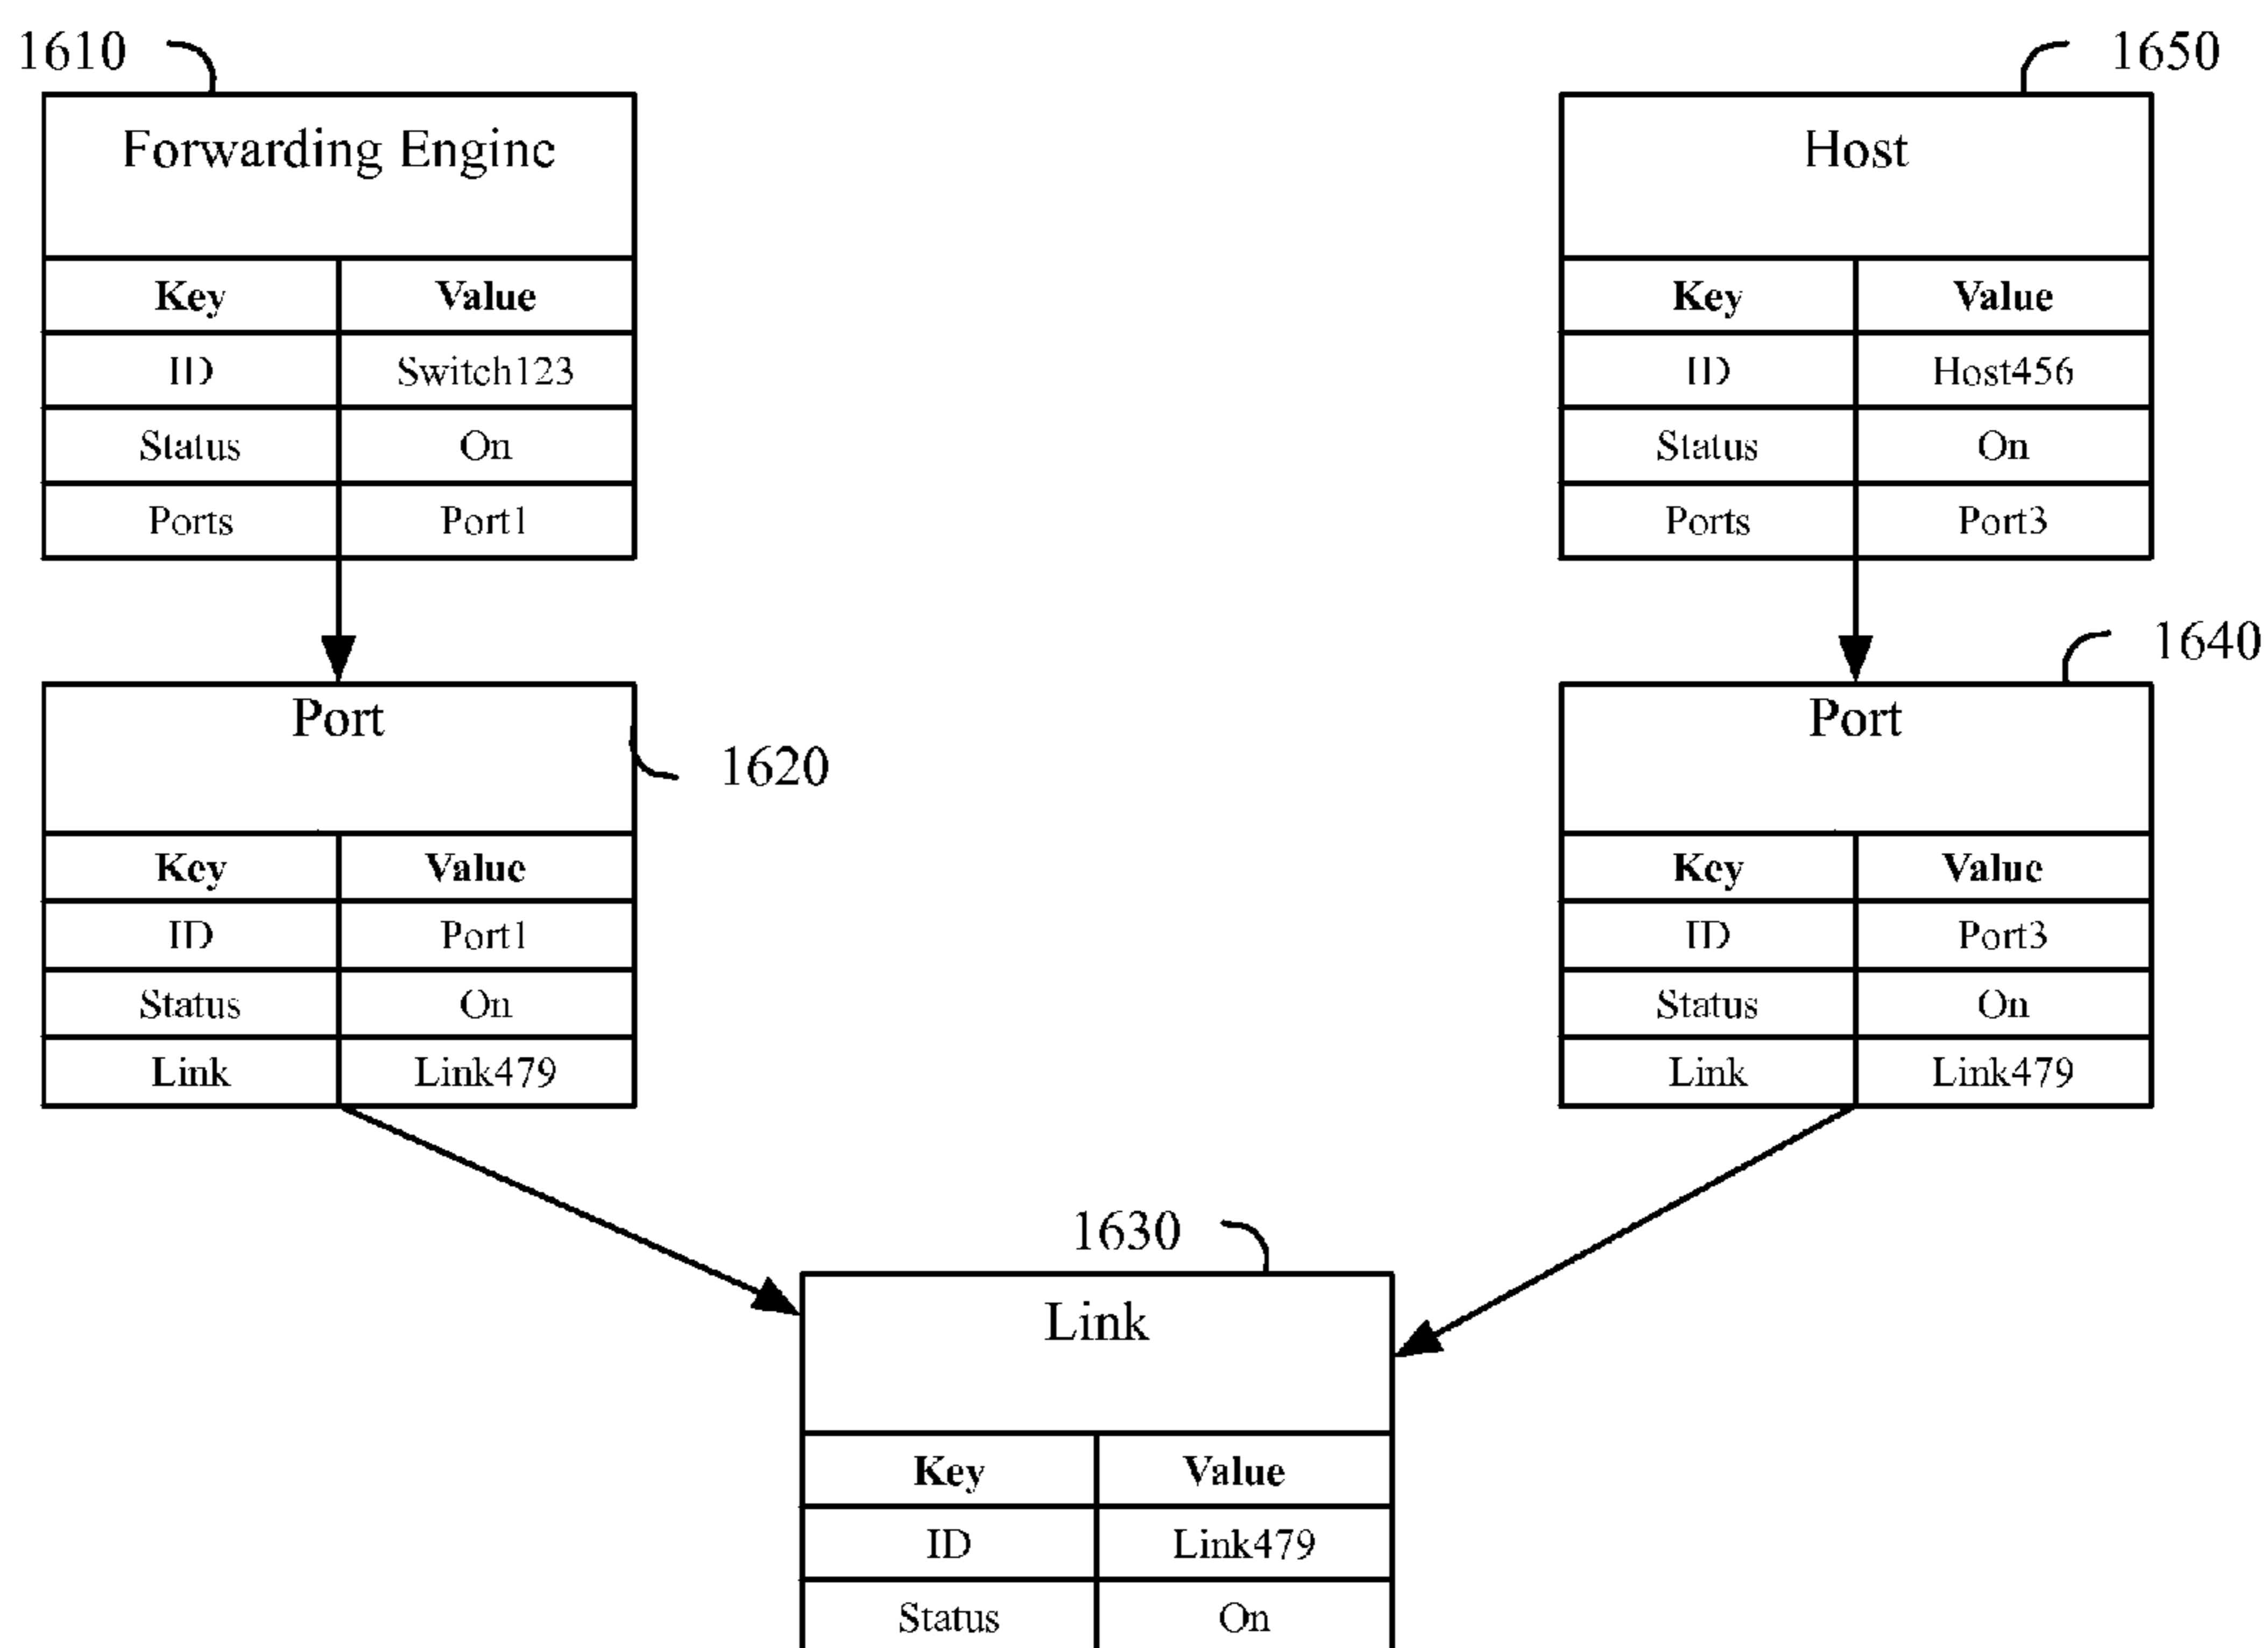 1610
1650
Forwarding Engine
Key Value
ID Switch123
Status On
Ports Port1
Host
Key Value
ID Host456
Status On
Ports Port3
1640
Port
1620
Key Value
ID Port1
Status On
Link Link479
Port
Key Value
ID Port3
Status On
Link Link479
1630
Link
Key Value
ID Link479
Status On